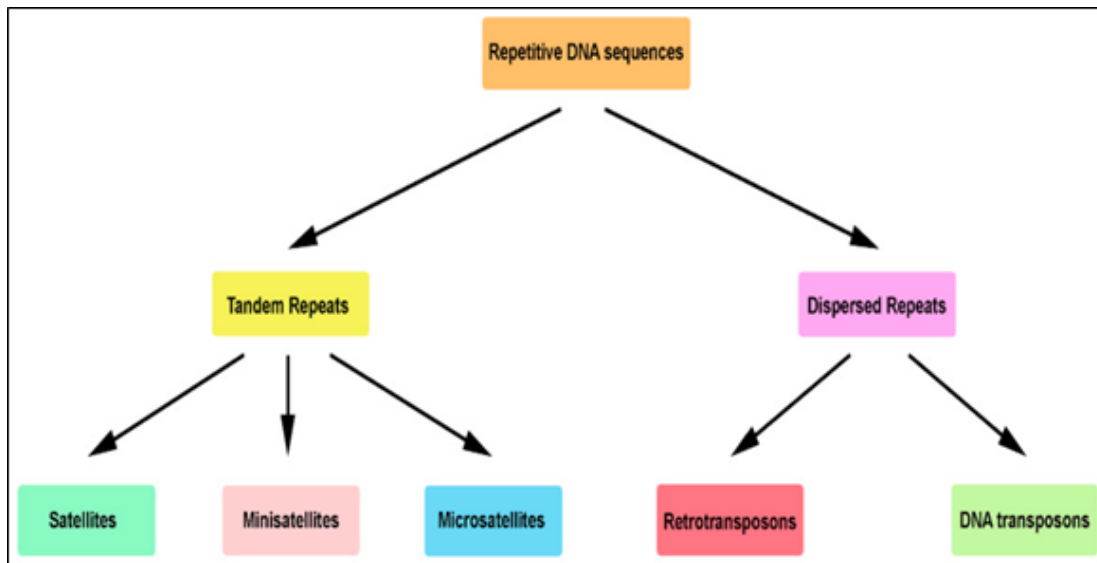 Repetitive DNA sequences
Tandem Repeats
Dispersed Repeats
Satellites
Minisatellites
Microsatellites
Retrotransposons
DNA transposons